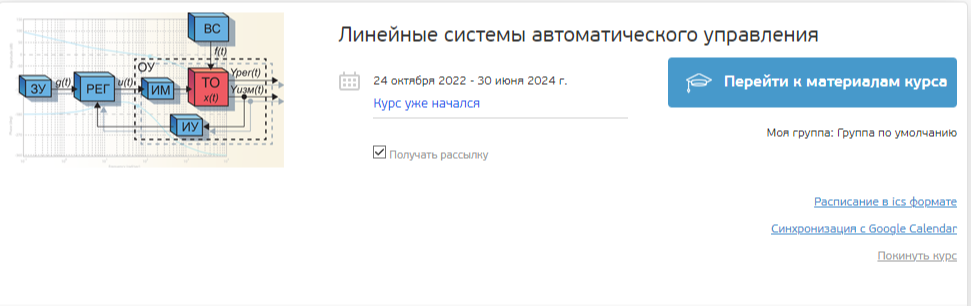 ВС
f(t)
ОУ
Yрег(t)
ЗУ
g(t)
РЕГ
u(t)
ИМ
ТО
x(t)
Yизм(t)
ИУ
Линейные системы автоматического управления
24 октября 2022 - 30 июня 2024 г.
Курс уже начался
Получать рассылку
Перейти к материалам курса
Моя группа: Группа по умолчанию
Расписание в ics формате
Синхронизация с Google Calendar
Покинуть курс